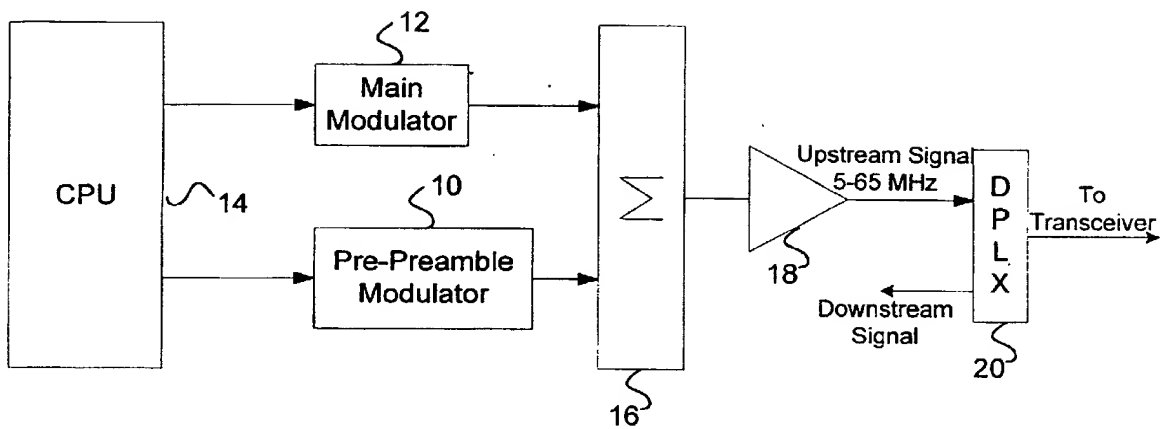 12
Main
Modulator
CPU
14
10
Pre-Preamble
Modulator
Σ
16
18
Upstream Signal
5-65 MHz
Downstream
Signal
D
P
L
X
20
To
Transceiver